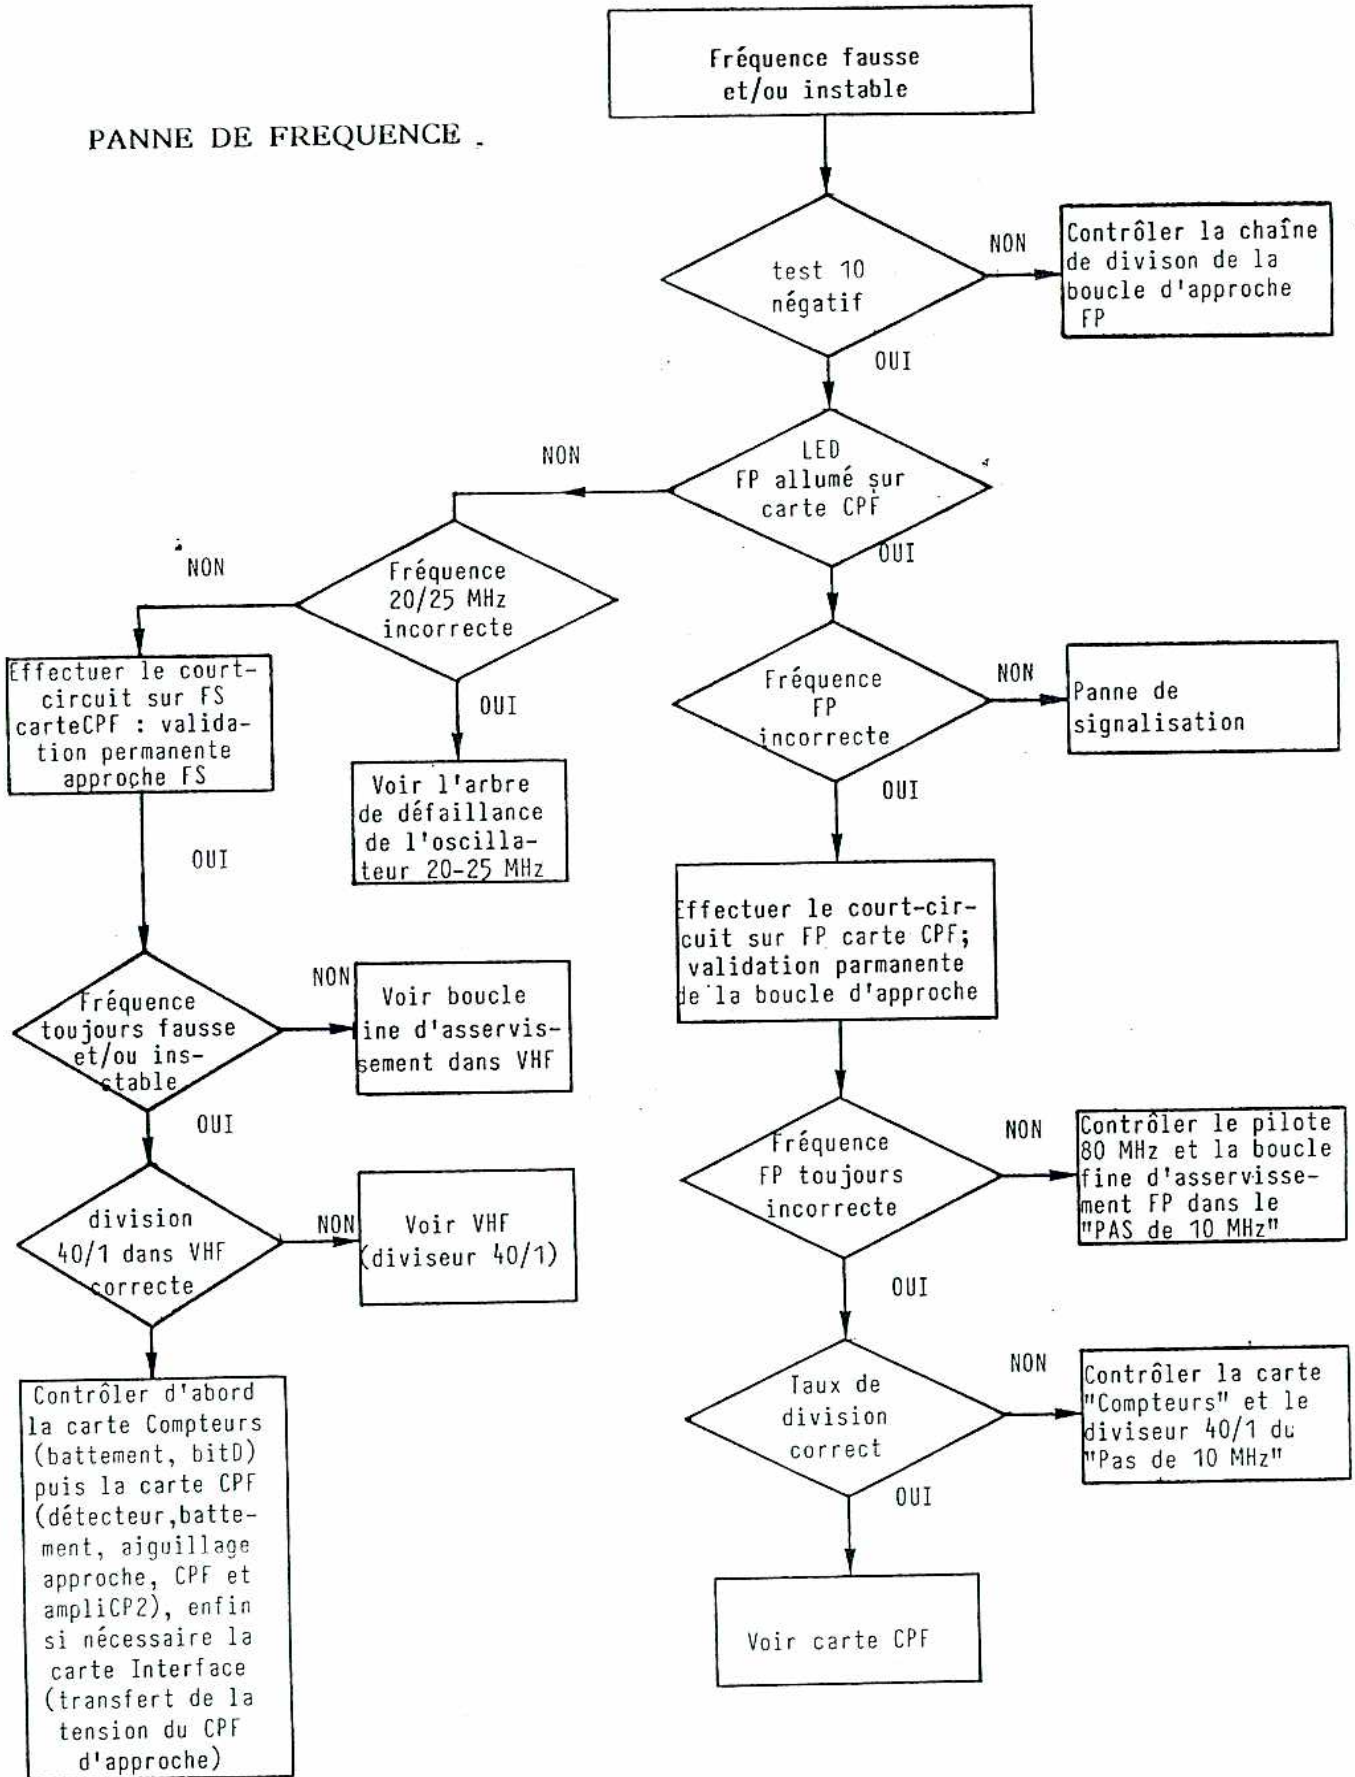 Fréquence fausse
et/ou instable
PANNE DE FREQUENCE .
test 10
négatif
NON
Contrôler la chaîne
de divison de la
boucle d'approche
FP
OUI
LED
FP allumé sur
carte CPF
NON
OUI
Fréquence
20/25 MHz
incorrecte
NON
OUI
Effectuer le court-
circuit sur FS
carteCPF : valida-
tion permanente
approche FS
Voir l'arbre
de défaillance
de l'oscilla-
teur 20-25 MHz
Fréquence
FP
incorrecte
NON
Panne de
signalisation
OUI
OUI
Effectuer le court-cir-
cuit sur FP carte CPF;
validation parmanente
de la boucle d'approche
Fréquence
toujours fausse
et/ou ins-
stable
NON
Voir boucle
ine d'asservis-
sement dans VHF
OUI
Fréquence
FP toujours
incorrecte
NON
Contrôler le pilote
80 MHz et la boucle
fine d'asservisse-
ment FP dans le
"PAS de 10 MHz"
OUI
division
40/1 dans VHF
correcte
NON
Voir VHF
(diviseur 40/1)
Taux de
division
correct
NON
Contrôler la carte
"Compteurs" et le
diviseur 40/1 du
"Pas de 10 MHz"
OUI
Voir carte CPF
Contrôler d'abord
la carte Compteurs
(battement, bitD)
puis la carte CPF
(détecteur,batte-
ment, aiguillage
approche, CPF et
ampliCP2), enfin
si nécessaire la
carte Interface
(transfert de la
tension du CPF
d'approche)